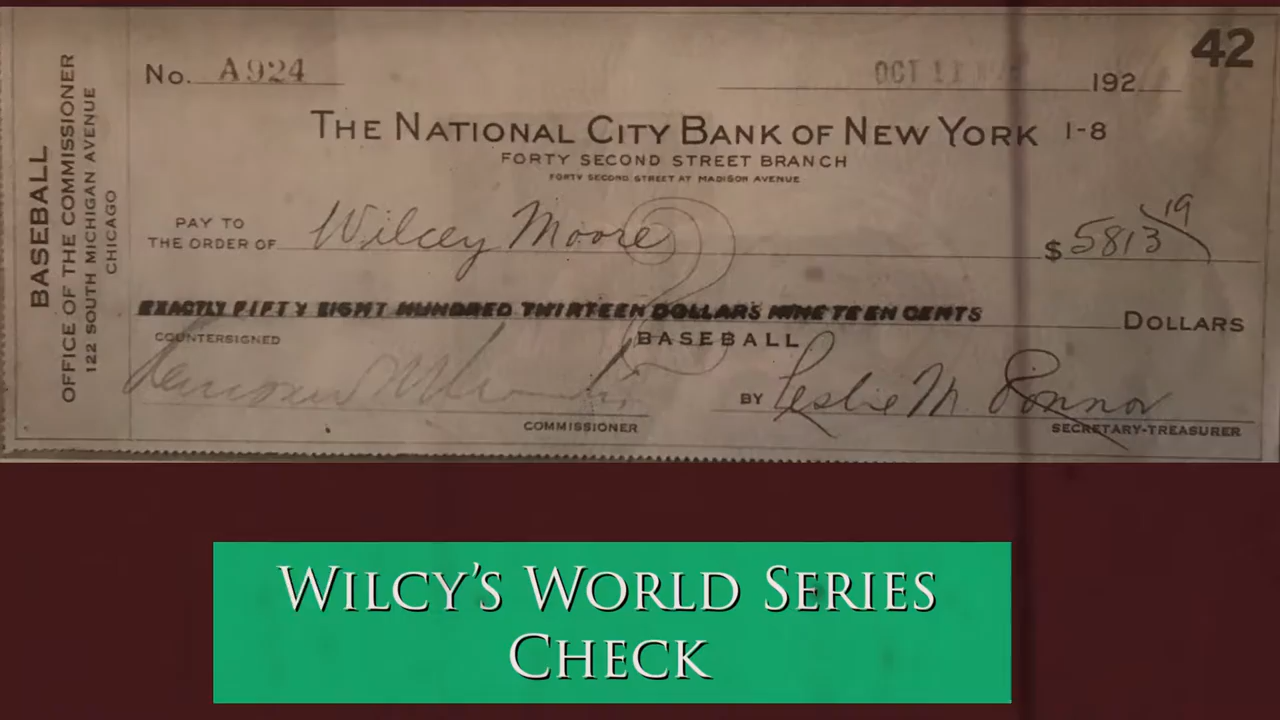 42
No. A924
OCT 11 192
THE NATIONAL CITY BANK OF NEW YORK 1-8
FORTY SECOND STREET BRANCH
FORTY SECOND STREET AT MADISON AVENUE
BASEBALL
OFFICE OF THE COMMISSIONER
122 SOUTH MICHIGAN AVENUE
CHICAGO
PAY TO
THE ORDER OF Wilcey Moore $ 5813 19
EXACTLY FIFTY EIGHT HUNDRED THIRTEEN DOLLARS NINETEEN CENTS DOLLARS
COUNTERSIGNED BASEBALL
BY Leslie M. O'Connor
COMMISSIONER SECRETARY-TREASURER
WILCY'S WORLD SERIES
CHECK